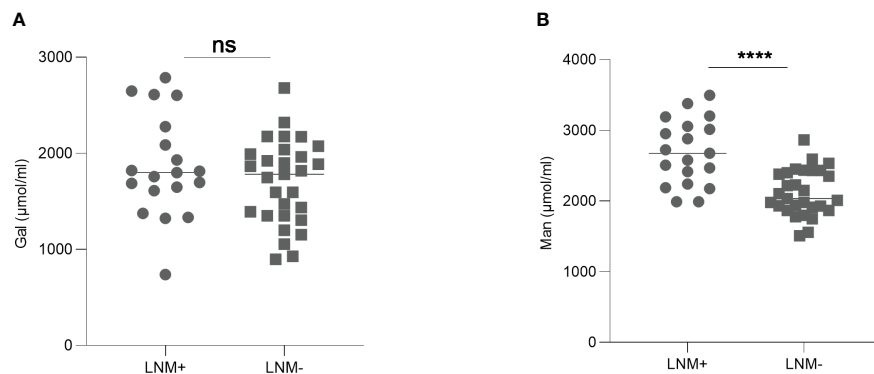 A
ns
3000
2000
1000
0
Gal (μmol/ml)
LNM+ LNM-
B
****
4000
3000
2000
1000
0
Man (μmol/ml)
LNM+ LNM-